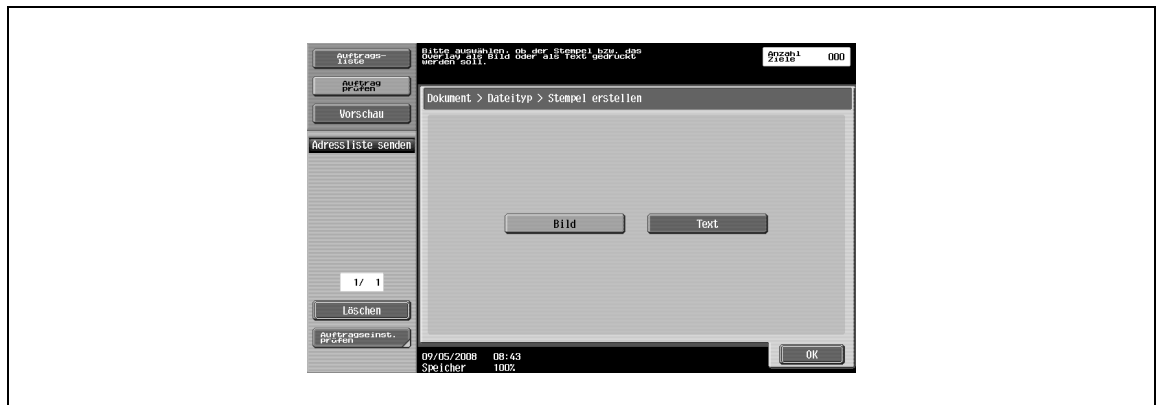 Auftrags-
liste
Auftrag
prüfen
Vorschau
Adressliste senden
1/ 1
Löschen
Auftragseinst.
prüfen
Bitte auswählen, ob der Stempel bzw. das
Overlay als Bild oder als Text gedruckt
werden soll.
Anzahl
Ziele 000
Dokument > Dateityp > Stempel erstellen
Bild
Text
09/05/2008 08:43
Speicher 100%
OK